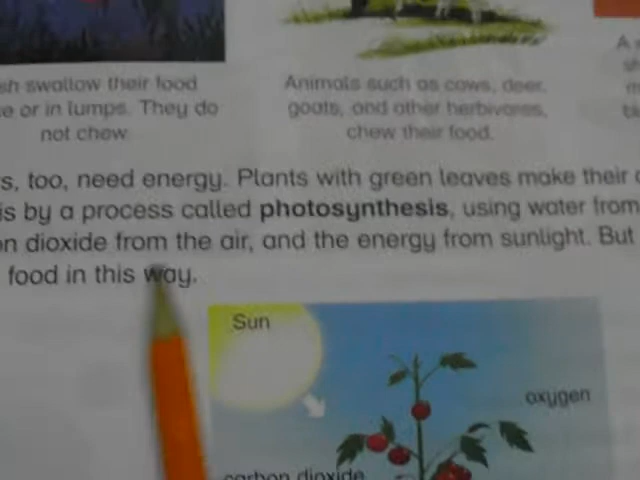 sh swallow their food
e or in lumps. They do
not chew
Animals such as cows, deer,
goats, and other herbivores,
chew their food.
s, too, need energy. Plants with green leaves make their
is by a process called photosynthesis, using water from
on dioxide from the air, and the energy from sunlight. But
food in this way.
Sun
oxygen
carbon dioxide